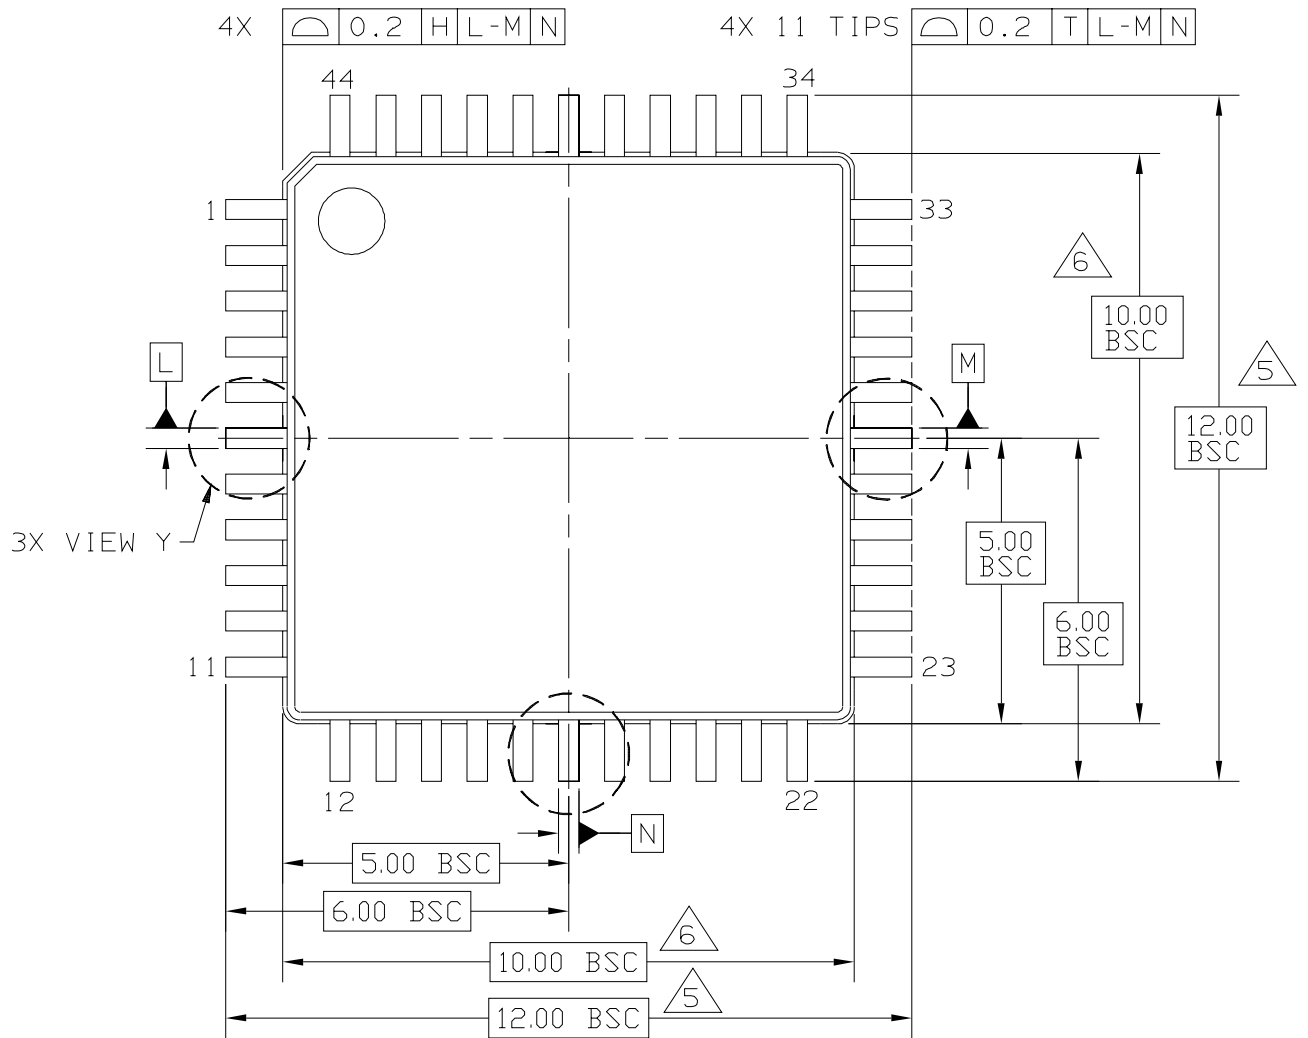 4X 0.2 H L-M N
4X 11 TIPS 0.2 T L-M N
44
34
1
33
6
10.00
BSC
5
L
M
12.00
BSC
3X VIEW Y
5.00
BSC
6.00
BSC
11
23
12
22
N
5.00 BSC
6.00 BSC
6
10.00 BSC
5
12.00 BSC